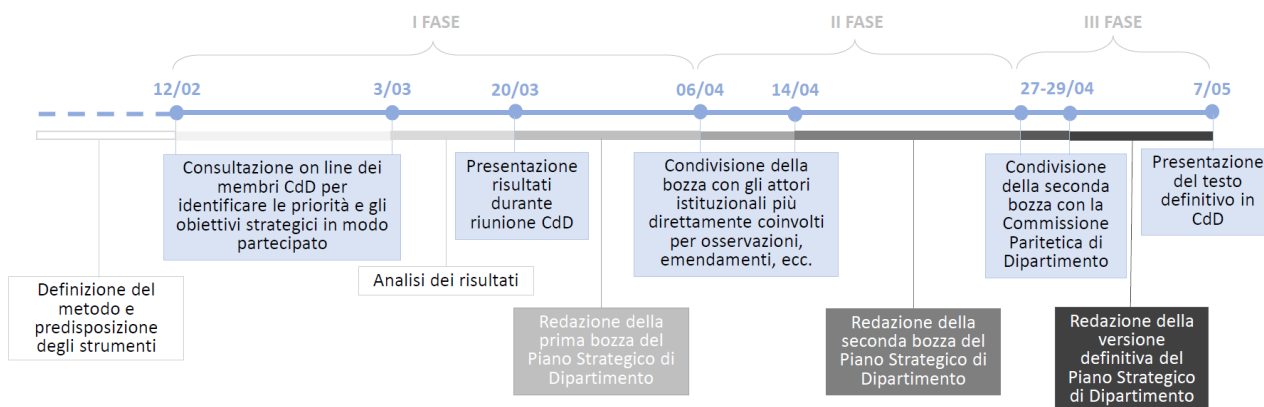 I FASE
II FASE
III FASE
12/02
3/03
20/03
06/04
14/04
27-29/04
7/05
Consultazione on line dei
membri CdD per
identificare le priorità e gli
obiettivi strategici in modo
partecipato
Presentazione
risultati
durante
riunione CdD
Condivisione della
bozza con gli attori
istituzionali più
direttamente coinvolti
per osservazioni,
emendamenti, ecc.
Condivisione
della seconda
bozza con la
Commissione
Paritetica di
Dipartimento
Presentazione
del testo
definitivo in
CdD
Definizione del
metodo e
predisposizione
degli strumenti
Analisi dei risultati
Redazione della
prima bozza del
Piano Strategico di
Dipartimento
Redazione della
seconda bozza del
Piano Strategico di
Dipartimento
Redazione della
versione
definitiva del
Piano Strategico
di Dipartimento